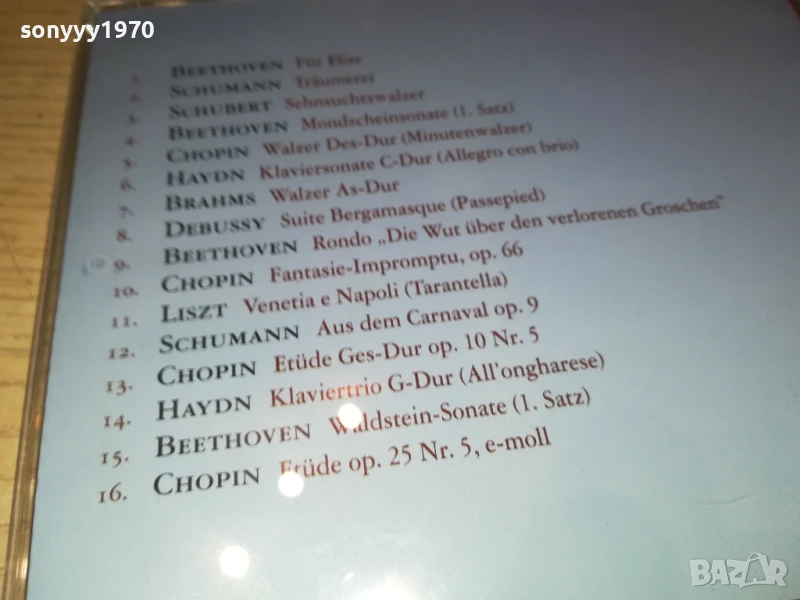 sonyyy1970
1. BEETHOVEN Für Elise
2. SCHUMANN Träumerei
3. SCHUBERT Sehnsuchtswalzer
4. BEETHOVEN Mondscheinsonate (1. Satz)
5. CHOPIN Walzer Des-Dur (Minutenwalzer)
6. HAYDN Klaviersonate C-Dur (Allegro con brio)
7. BRAHMS Walzer As-Dur
8. DEBUSSY Suite Bergamasque (Passepied)
9. BEETHOVEN Rondo „Die Wut über den verlorenen Groschen“
10. CHOPIN Fantasie-Impromptu, op. 66
11. LISZT Venetia e Napoli (Tarantella)
12. SCHUMANN Aus dem Carnaval op. 9
13. CHOPIN Etüde Ges-Dur op. 10 Nr. 5
14. HAYDN Klaviertrio G-Dur (All'ongharese)
15. BEETHOVEN Waldstein-Sonate (1. Satz)
16. CHOPIN Etüde op. 25 Nr. 5, e-moll
BAZAR